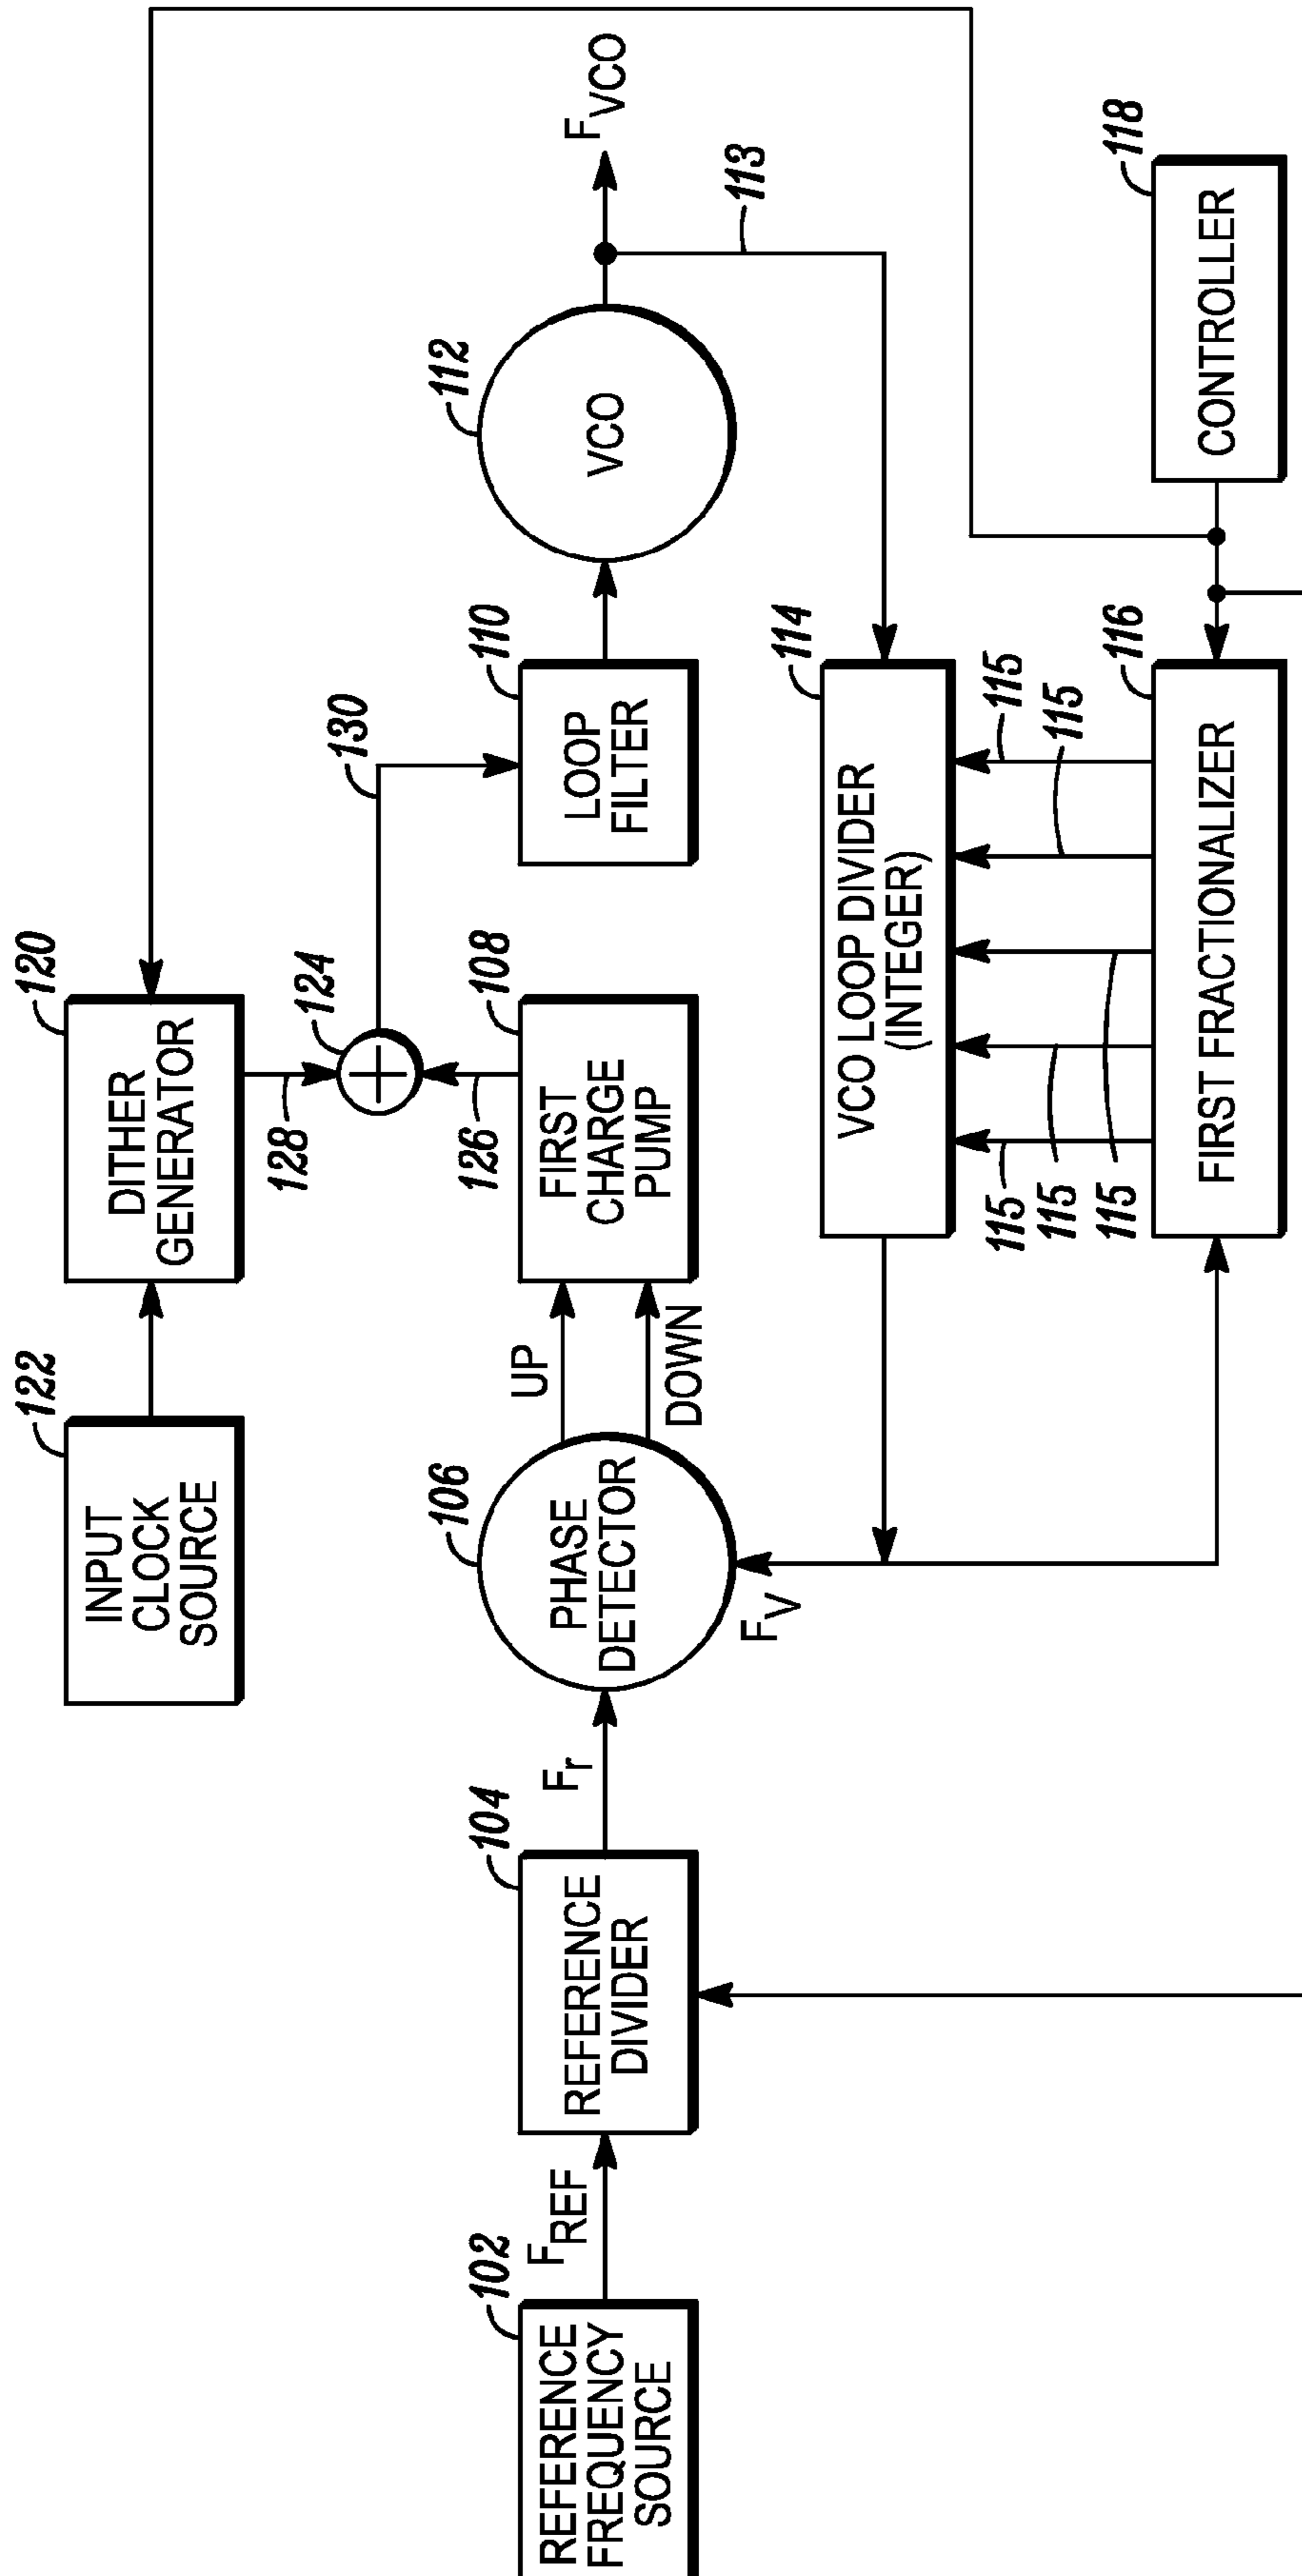 122
INPUT
CLOCK
SOURCE
120
DITHER
GENERATOR
128
124
130
126
102
REFERENCE
FREQUENCY
SOURCE
F_REF
104
REFERENCE
DIVIDER
F_r
106
PHASE
DETECTOR
F_V
UP
DOWN
108
FIRST
CHARGE
PUMP
110
LOOP
FILTER
112
VCO
F_VCO
113
114
VCO LOOP DIVIDER
(INTEGER)
115
115
115
115
115
116
FIRST FRACTIONALIZER
118
CONTROLLER